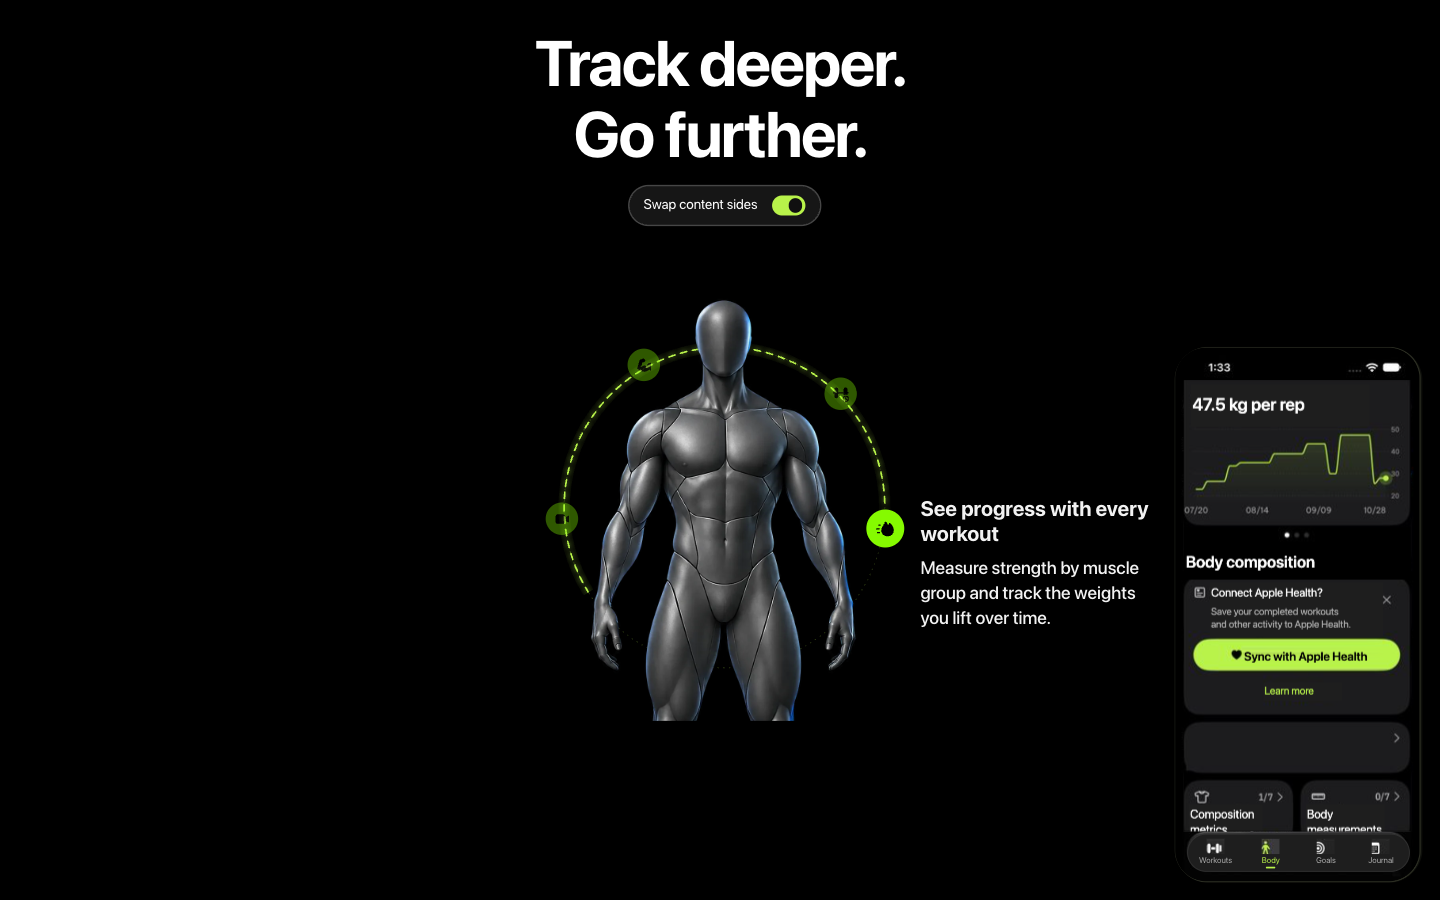 Track deeper.
Go further.
Swap content sides
See progress with every
workout
Measure strength by muscle
group and track the weights
you lift over time.
1:33
47.5 kg per rep
50
40
30
20
07/20 08/14 09/09 10/28
Body composition
Connect Apple Health?
Save your completed workouts
and other activity to Apple Health.
Sync with Apple Health
Learn more
1/7
Composition
metrics
0/7
Body
measurements
Workouts Body Goals Journal